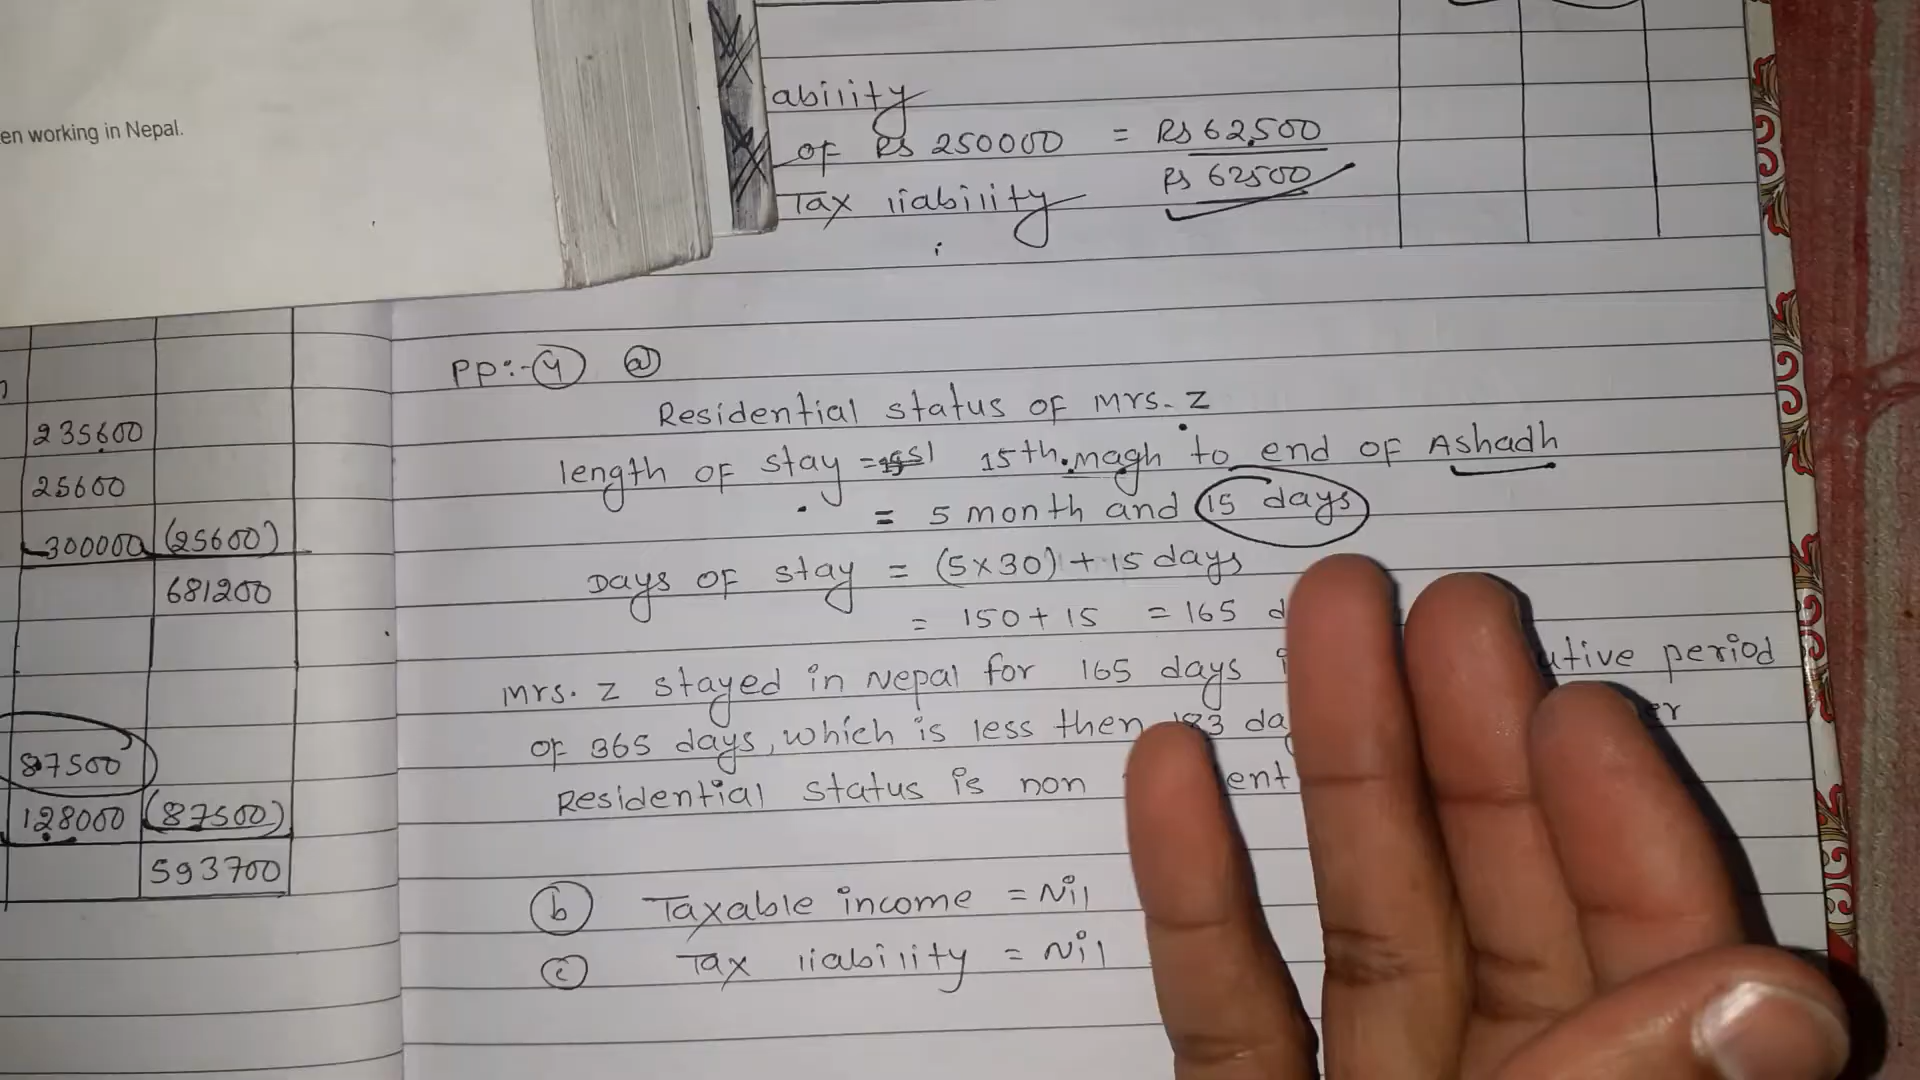 en working in Nepal.
ability
of Rs 250000 = Rs 62,500
Tax liability Rs 62500
235600
25600
300000 (25600)
681200
87500
128000 (87500)
593700
PP:-4 a
Residential status of Mrs. Z
length of stay = 15th magh to end of Ashadh
= 5 month and 15 days
Days of stay = (5x30) + 15 days
= 150 + 15 = 165
Mrs. Z stayed in Nepal for 165 days utive period
of 365 days, which is less then 183 da er
Residential status is non ent
b Taxable income = Nil
c Tax liability = Nil